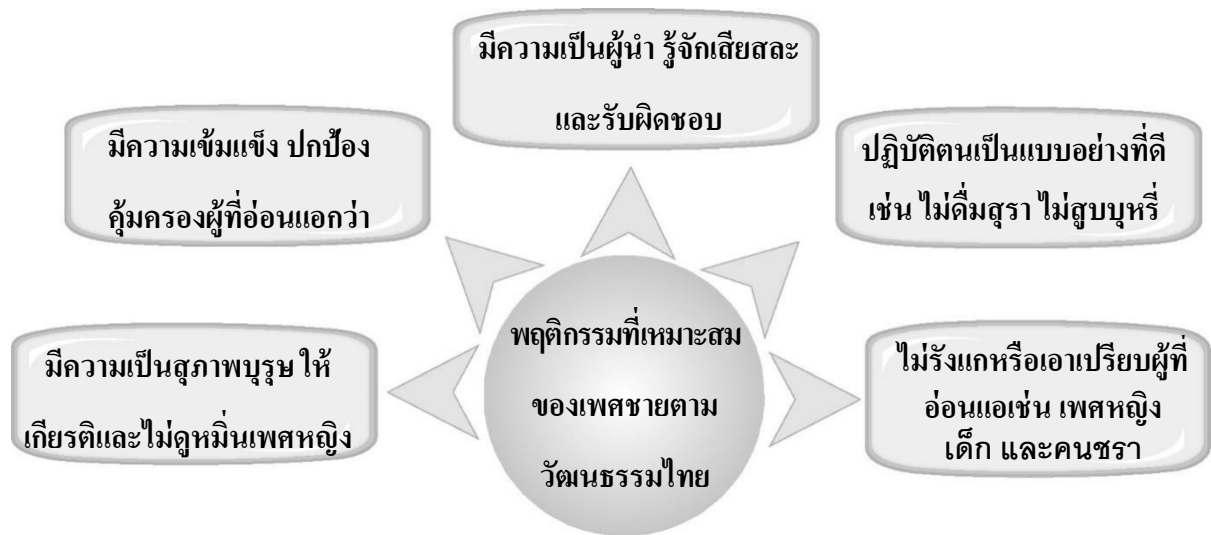 มีความเป็นผู้นำ รู้จักเสียสละ
และรับผิดชอบ
มีความเข้มแข็ง ปกป้อง
คุ้มครองผู้ที่อ่อนแอกว่า
ปฏิบัติตนเป็นแบบอย่างที่ดี
เช่น ไม่ดื่มสุรา ไม่สูบบุหรี่
พฤติกรรมที่เหมาะสม
ของเพศชายตาม
วัฒนธรรมไทย
มีความเป็นสุภาพบุรุษ ให้
เกียรติและไม่ดูหมิ่นเพศหญิง
ไม่รังแกหรือเอาเปรียบผู้ที่
อ่อนแอเช่น เพศหญิง
เด็ก และคนชรา